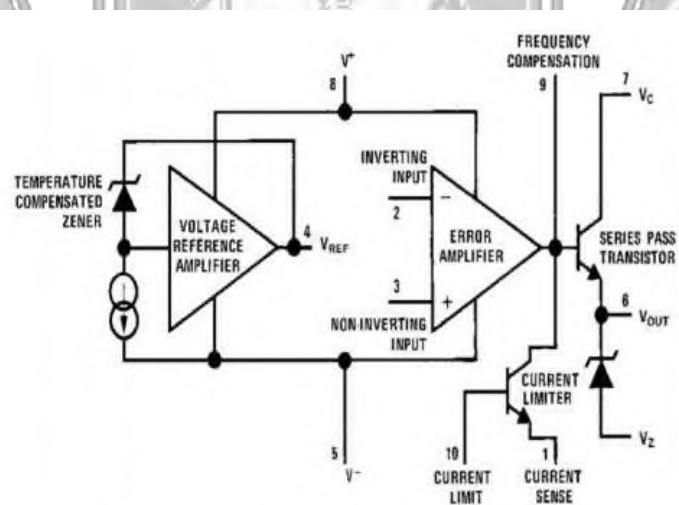 FREQUENCY
COMPENSATION
V+
8
9
7
VC
INVERTING
INPUT
TEMPERATURE
COMPENSATED
ZENER
VOLTAGE
REFERENCE
AMPLIFIER
4
VREF
2
−
ERROR
AMPLIFIER
SERIES PASS
TRANSISTOR
3
+
NON-INVERTING
INPUT
6
VOUT
CURRENT
LIMITER
5
V−
10
CURRENT
LIMIT
1
CURRENT
SENSE
VZ